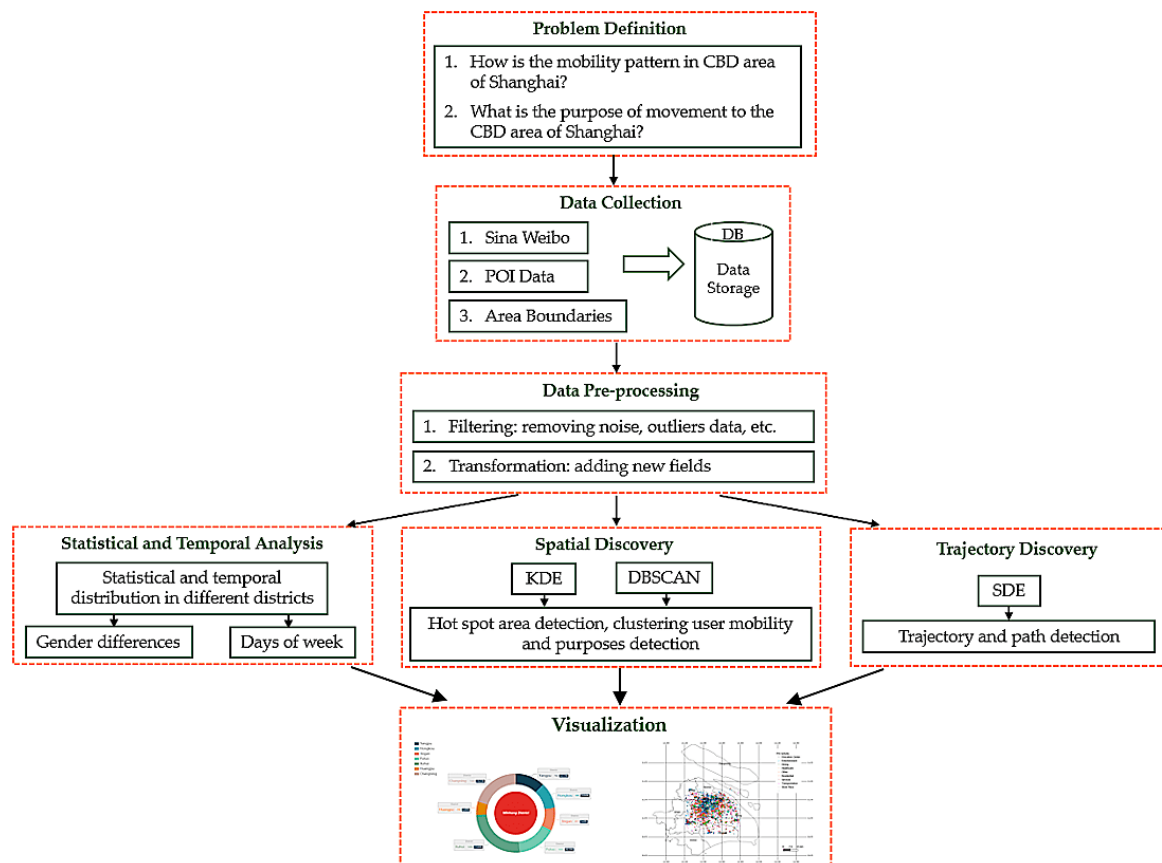 Problem Definition
1. How is the mobility pattern in CBD area
of Shanghai?
2. What is the purpose of movement to the
CBD area of Shanghai?
Data Collection
1. Sina Weibo
2. POI Data
3. Area Boundaries
DB
Data
Storage
Data Pre-processing
1. Filtering: removing noise, outliers data, etc.
2. Transformation: adding new fields
Statistical and Temporal Analysis
Statistical and temporal
distribution in different districts
Gender differences
Days of week
Spatial Discovery
KDE
DBSCAN
Hot spot area detection, clustering user mobility
and purposes detection
Trajectory Discovery
SDE
Trajectory and path detection
Visualization